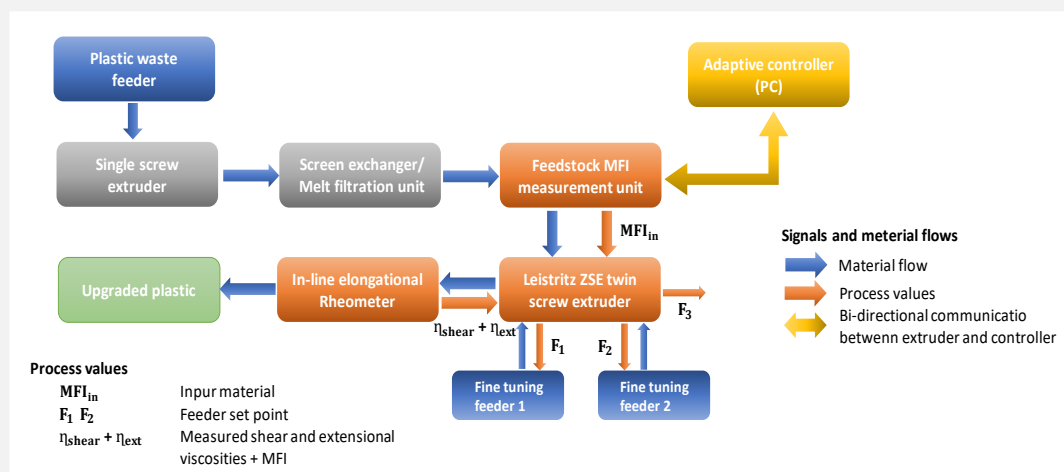 Plastic waste
feeder
Adaptive controller
(PC)
Single screw
extruder
Screen exchanger/
Melt filtration unit
Feedstock MFI
measurement unit
MFIin
Signals and meterial flows
Material flow
Process values
Bi-directional communicatio
betwenn extruder and controller
Upgraded plastic
In-line elongational
Rheometer
Leistritz ZSE twin
screw extruder
F3
ηshear + ηext
F1
F2
Fine tuning
feeder 1
Fine tuning
feeder 2
Process values
MFIin Inpur material
F1 F2 Feeder set point
ηshear + ηext Measured shear and extensional
viscosities + MFI